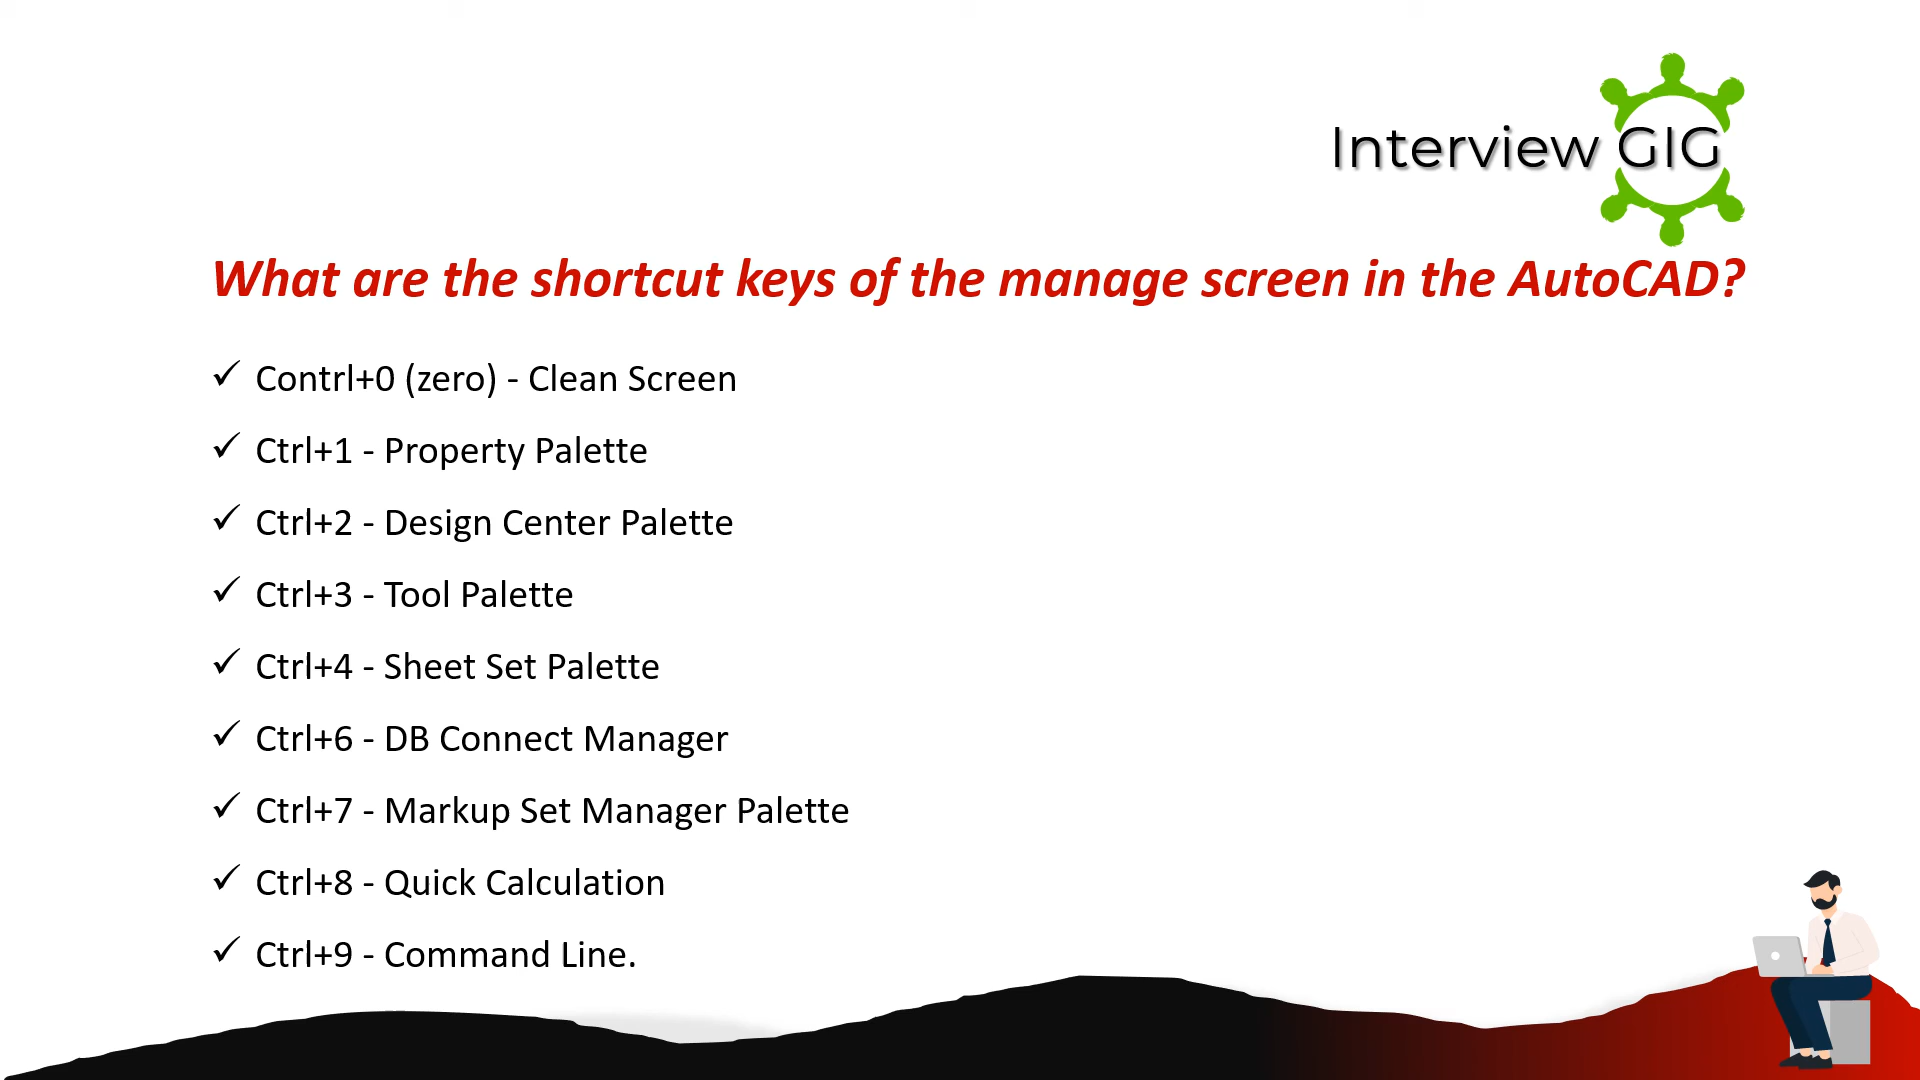 Interview GIG
What are the shortcut keys of the manage screen in the AutoCAD?
✓ Contrl+0 (zero) - Clean Screen
✓ Ctrl+1 - Property Palette
✓ Ctrl+2 - Design Center Palette
✓ Ctrl+3 - Tool Palette
✓ Ctrl+4 - Sheet Set Palette
✓ Ctrl+6 - DB Connect Manager
✓ Ctrl+7 - Markup Set Manager Palette
✓ Ctrl+8 - Quick Calculation
✓ Ctrl+9 - Command Line.